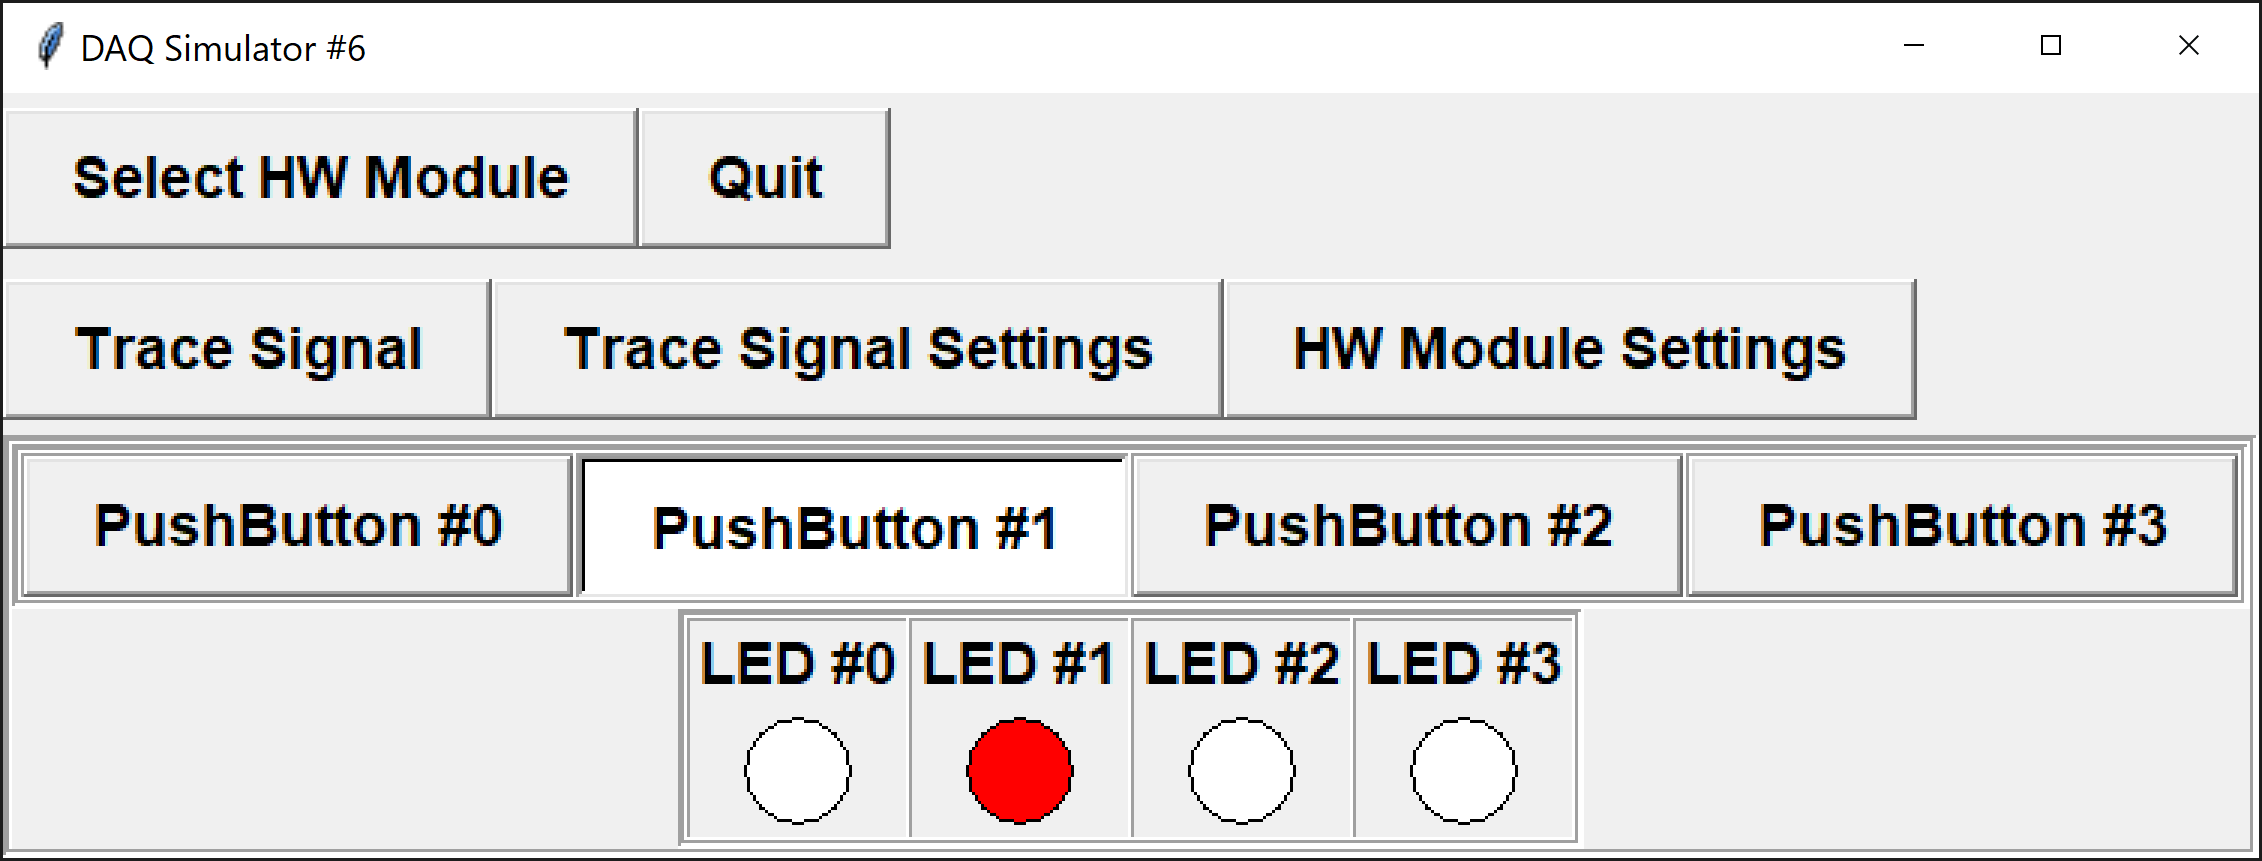 DAQ Simulator #6
Select HW Module Quit
Trace Signal Trace Signal Settings HW Module Settings
PushButton #0 PushButton #1 PushButton #2 PushButton #3
LED #0 LED #1 LED #2 LED #3